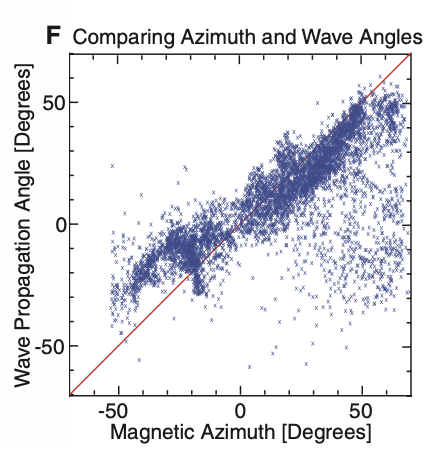 F Comparing Azimuth and Wave Angles
Wave Propagation Angle [Degrees]
50
0
-50
-50 0 50
Magnetic Azimuth [Degrees]